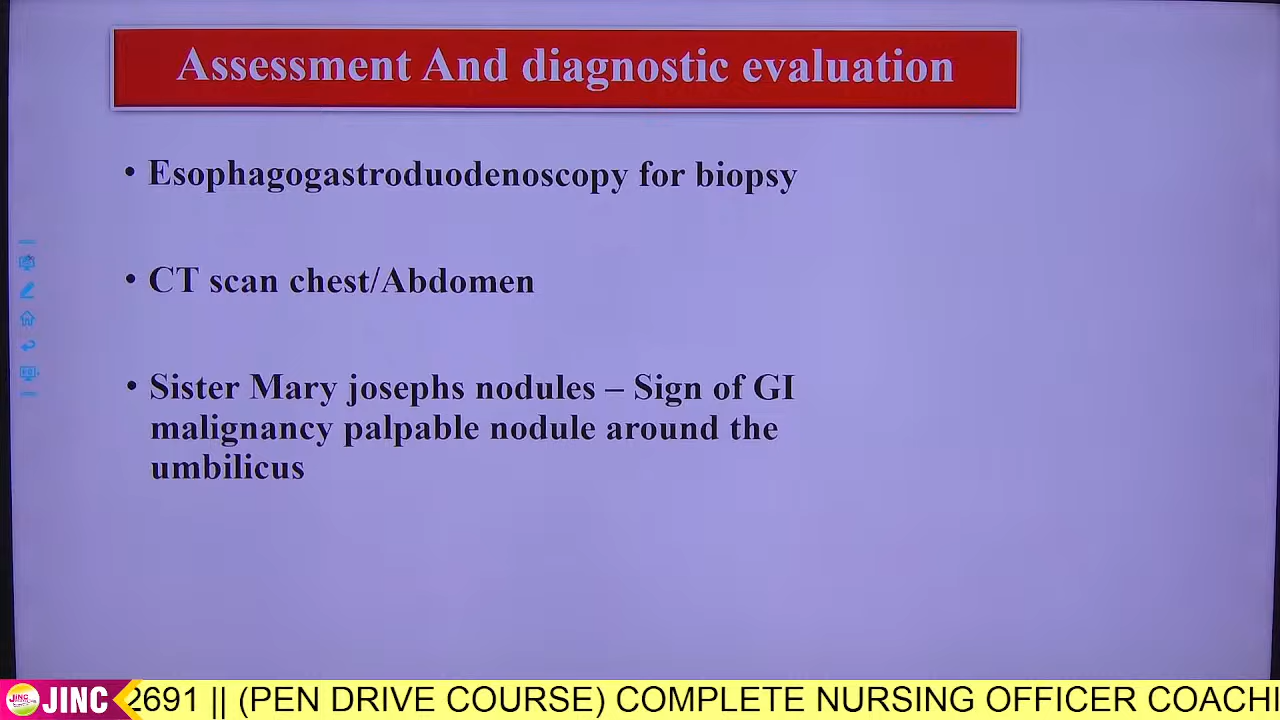 Assessment And diagnostic evaluation
• Esophagogastroduodenoscopy for biopsy
• CT scan chest/Abdomen
• Sister Mary josephs nodules – Sign of GI
malignancy palpable nodule around the
umbilicus
JINC 2691 || (PEN DRIVE COURSE) COMPLETE NURSING OFFICER COACHI